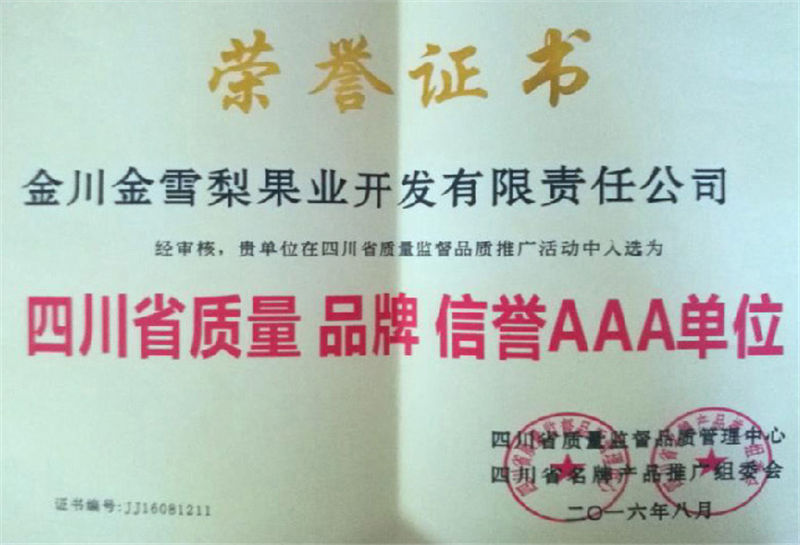 荣誉证书
金川金雪梨果业开发有限责任公司
经审核，贵单位在四川省质量监督品质推广活动中入选为
四川省质量 品牌 信誉AAA单位
四川省质量监督品质管理中心
四川省名牌产品推广组委会
二〇一六年八月
证书编号:JJ16081211